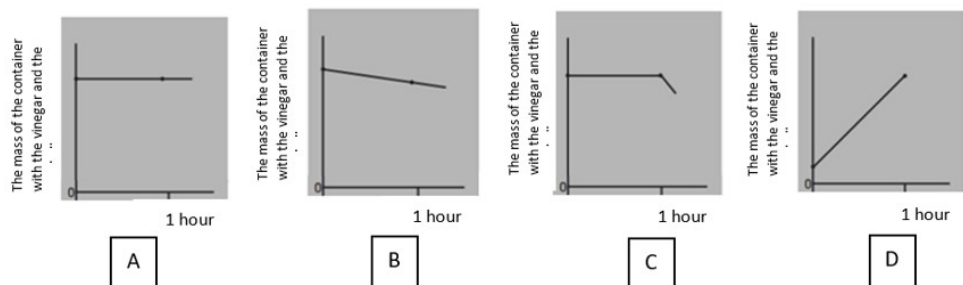 The mass of the container
with the vinegar and the
0
1 hour
A
The mass of the container
with the vinegar and the
0
1 hour
B
The mass of the container
with the vinegar and the
0
1 hour
C
The mass of the container
with the vinegar and the
0
1 hour
D